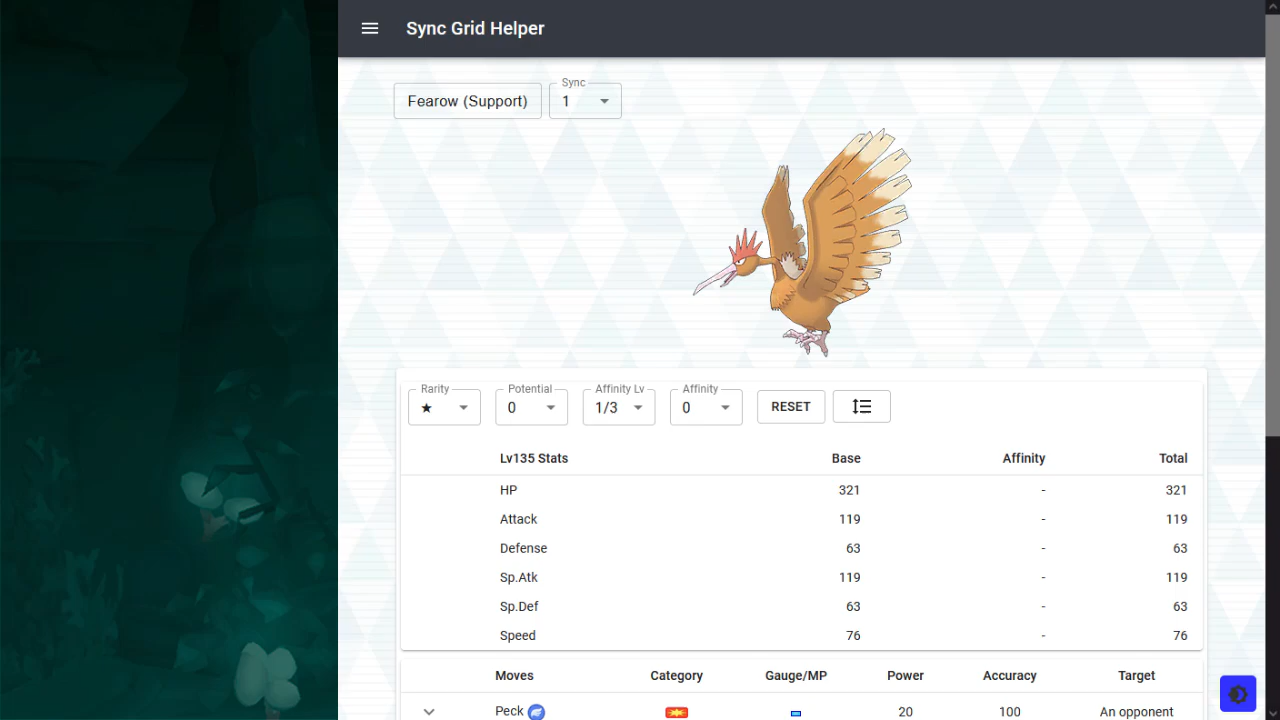 Sync Grid Helper
Fearow (Support)
Sync
1
Rarity
★
Potential
0
Affinity Lv
1/3
Affinity
0
RESET
Lv135 Stats Base Affinity Total
HP 321 - 321
Attack 119 - 119
Defense 63 - 63
Sp.Atk 119 - 119
Sp.Def 63 - 63
Speed 76 - 76
Moves Category Gauge/MP Power Accuracy Target
Peck 20 100 An opponent